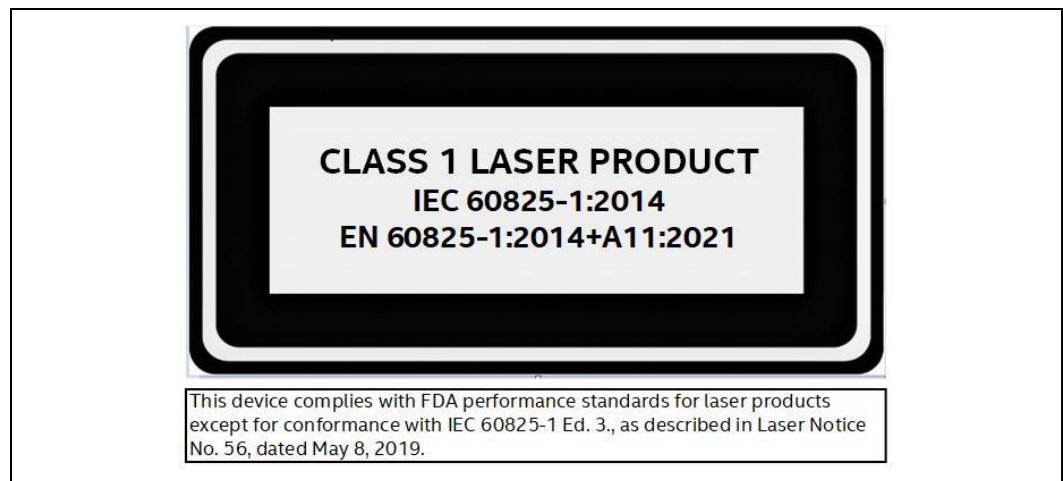 CLASS 1 LASER PRODUCT
IEC 60825-1:2014
EN 60825-1:2014+A11:2021
This device complies with FDA performance standards for laser products
except for conformance with IEC 60825-1 Ed. 3., as described in Laser Notice
No. 56, dated May 8, 2019.